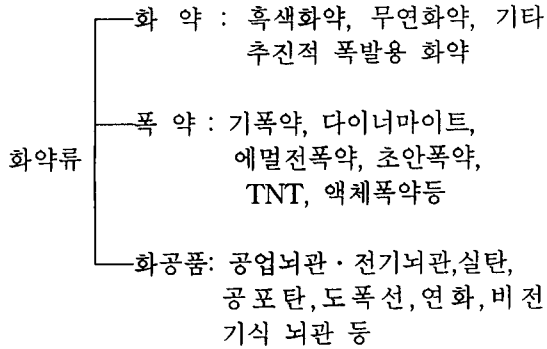 화 약 : 흑색화약, 무연화약, 기타
추진적 폭발용 화약
폭 약 : 기폭약, 다이너마이트,
에멀전폭약, 초안폭약,
화약류
TNT, 액체폭약등
화공품: 공업뇌관·전기뇌관,실탄,
공포탄,도폭선,연화,비전
기식 뇌관 등